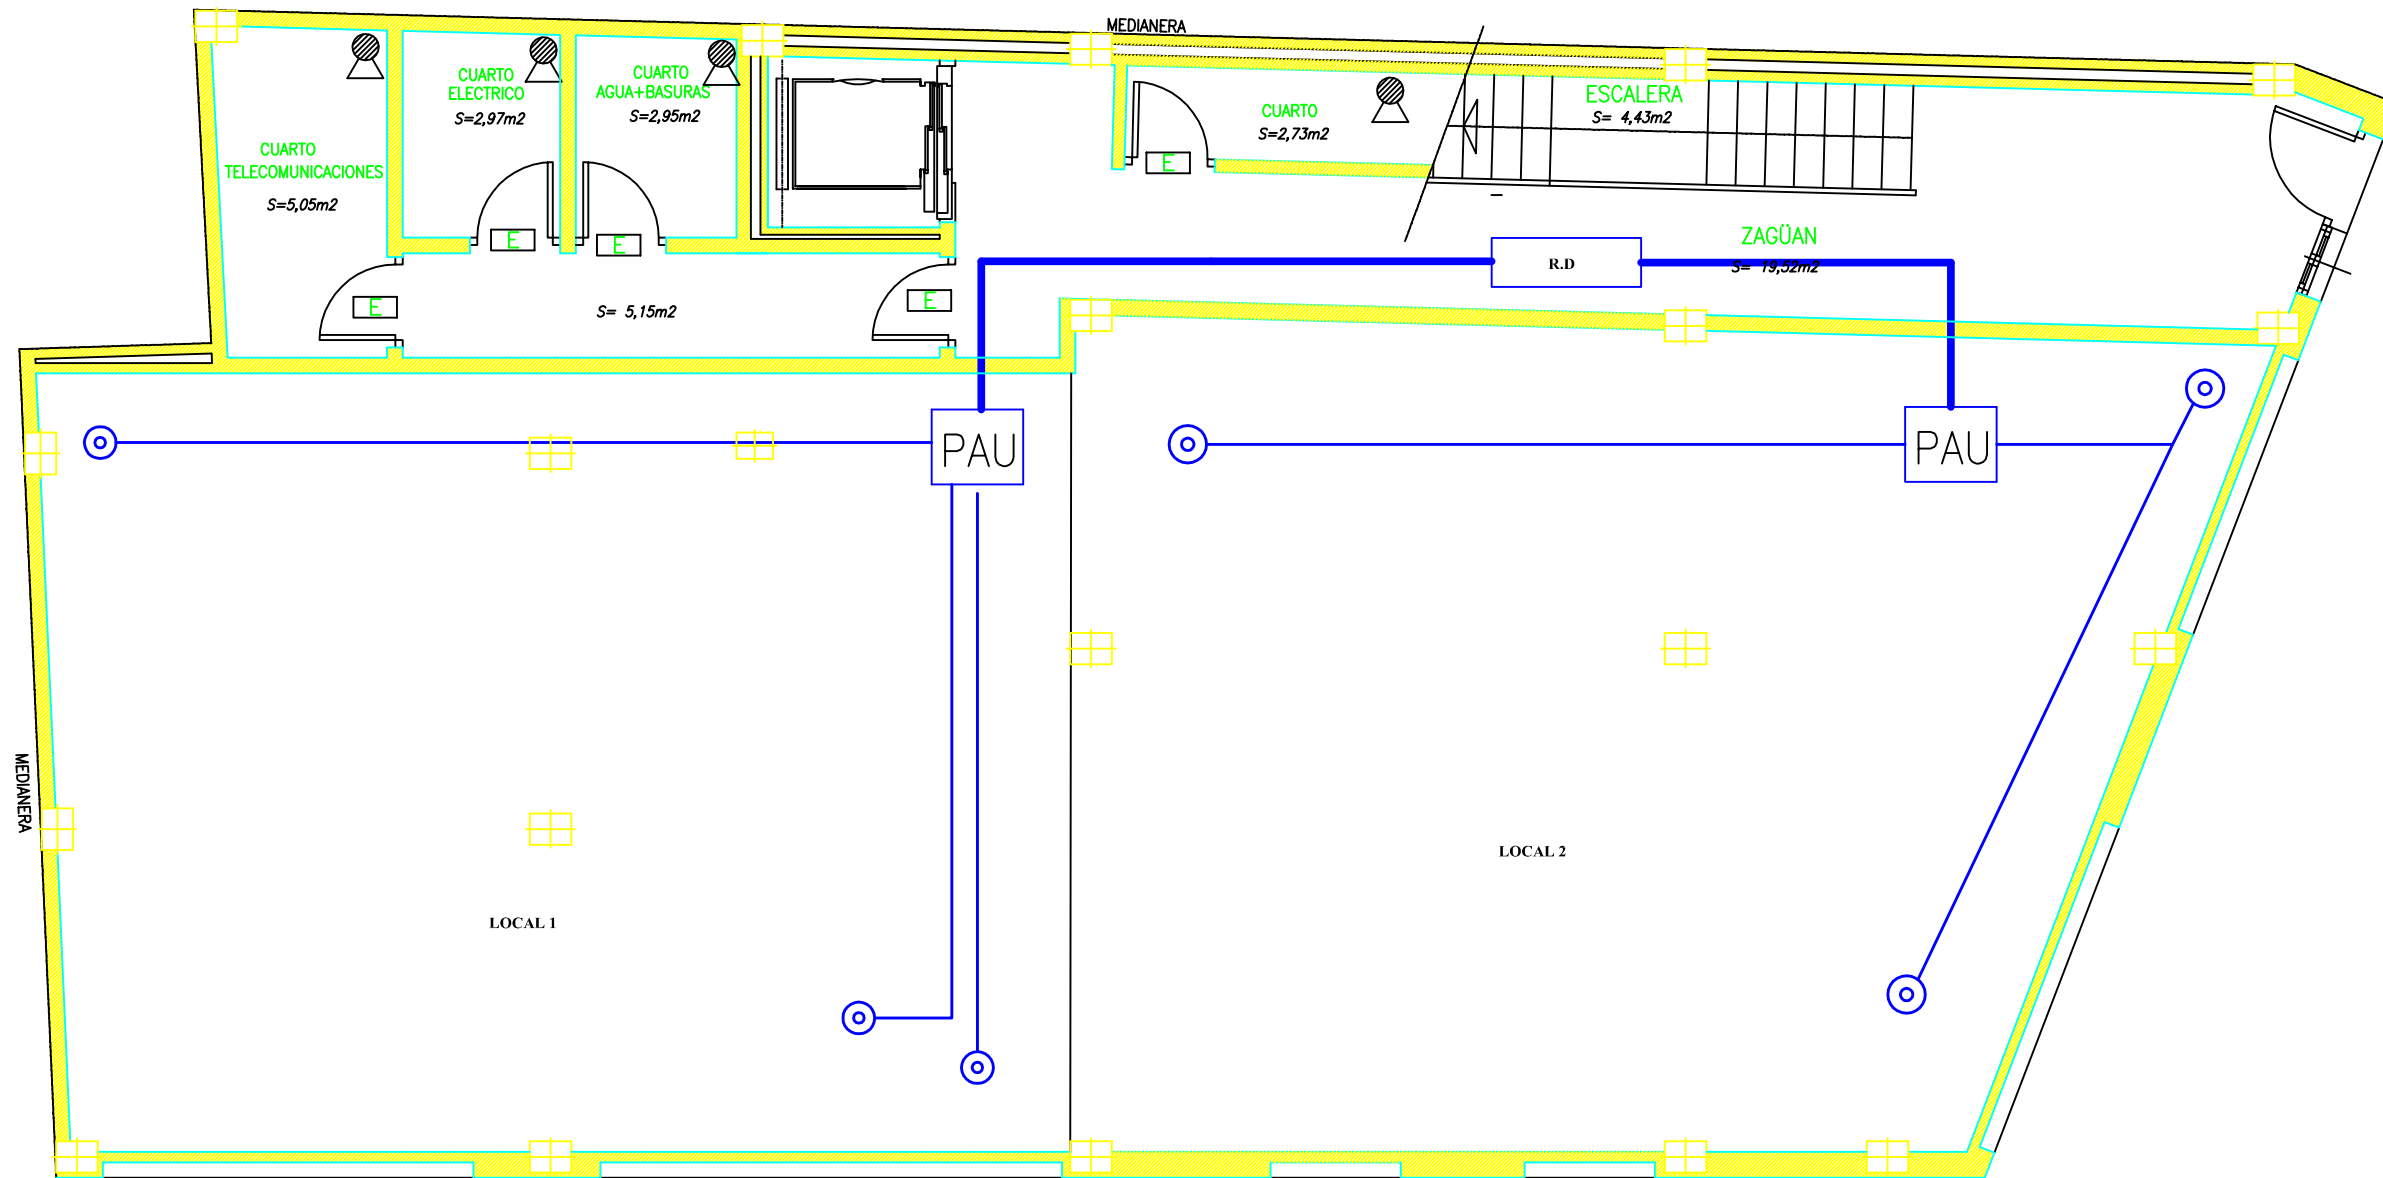 MEDIANERA
CUARTO
ELECTRICO
S=2,97m2
CUARTO
AGUA+BASURAS
S=2,95m2
CUARTO
TELECOMUNICACIONES
S=5,05m2
CUARTO
S=2,73m2
ESCALERA
S= 4,43m2
E
E
E
E
E
S= 5,15m2
R.D
ZAGÜAN
S= 19,52m2
PAU
PAU
MEDIANERA
LOCAL 1
LOCAL 2